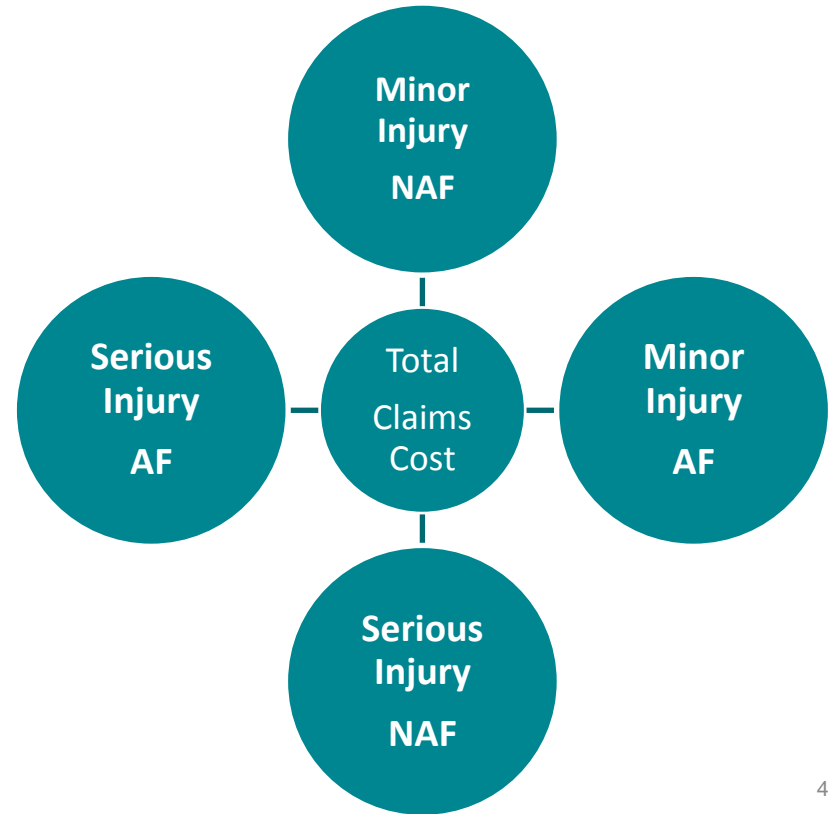 Minor
Injury
NAF
Serious
Injury
AF
Total
Claims
Cost
Minor
Injury
AF
Serious
Injury
NAF
4